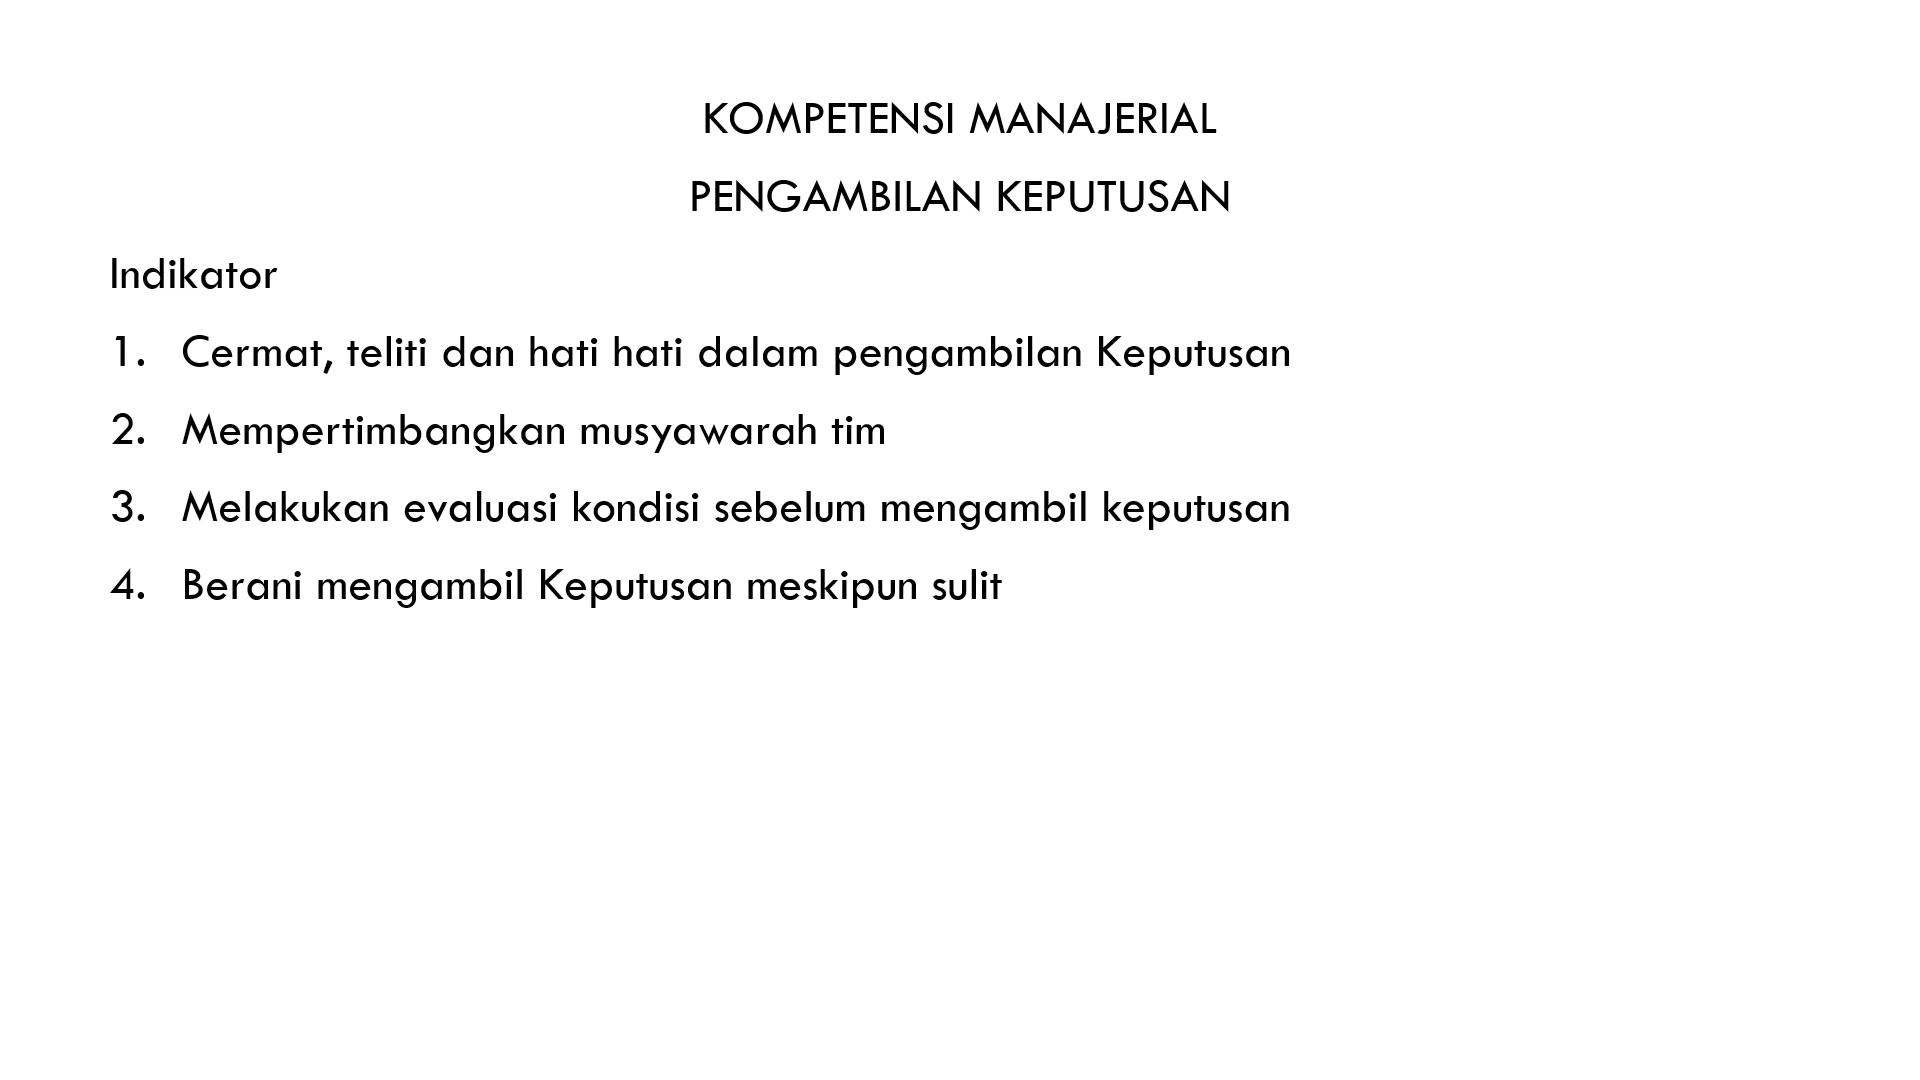 KOMPETENSI MANAJERIAL
PENGAMBILAN KEPUTUSAN
Indikator
1. Cermat, teliti dan hati hati dalam pengambilan Keputusan
2. Mempertimbangkan musyawarah tim
3. Melakukan evaluasi kondisi sebelum mengambil keputusan
4. Berani mengambil Keputusan meskipun sulit